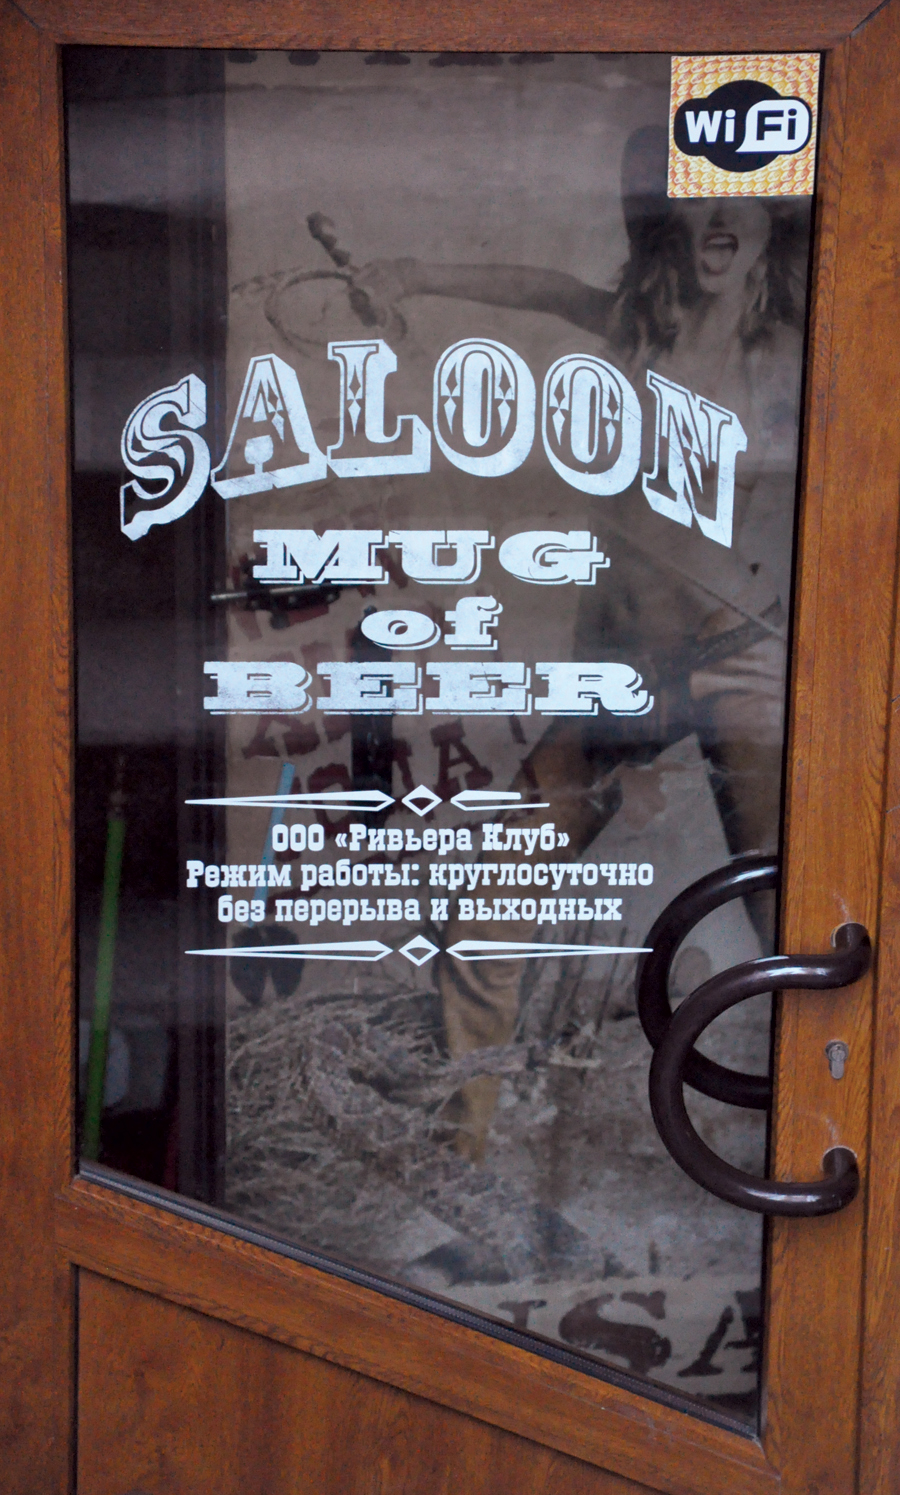 Wi Fi
SALOON
MUG
of
BEER
ООО «Ривьера Клуб»
Режим работы: круглосуточно
без перерыва и выходных